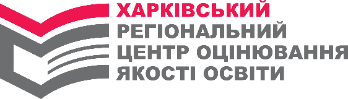 ХАРКІВСЬКИЙ
РЕГІОНАЛЬНИЙ
ЦЕНТР ОЦІНЮВАННЯ
ЯКОСТІ ОСВІТИ